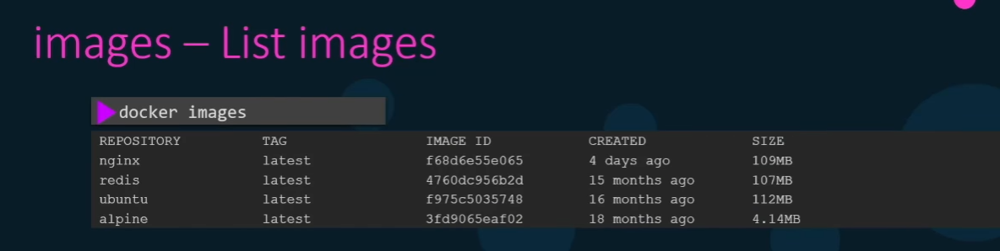 images – List images
docker images
REPOSITORY TAG IMAGE ID CREATED SIZE
nginx latest f68d6e55e065 4 days ago 109MB
redis latest 4760dc956b2d 15 months ago 107MB
ubuntu latest f975c5035748 16 months ago 112MB
alpine latest 3fd9065eaf02 18 months ago 4.14MB